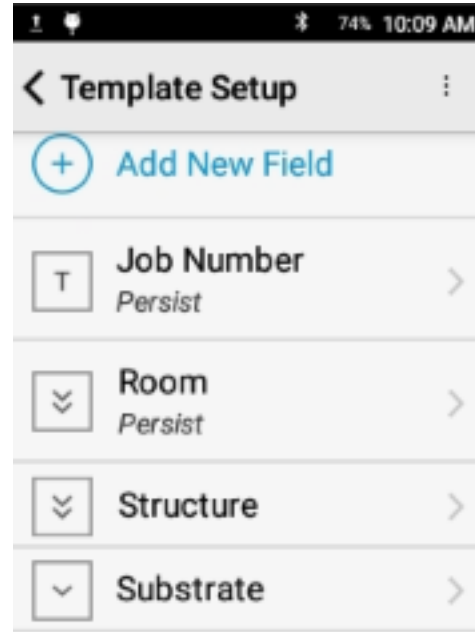 74% 10:09 AM
Template Setup
Add New Field
T
Job Number
Persist
Room
Persist
Structure
Substrate